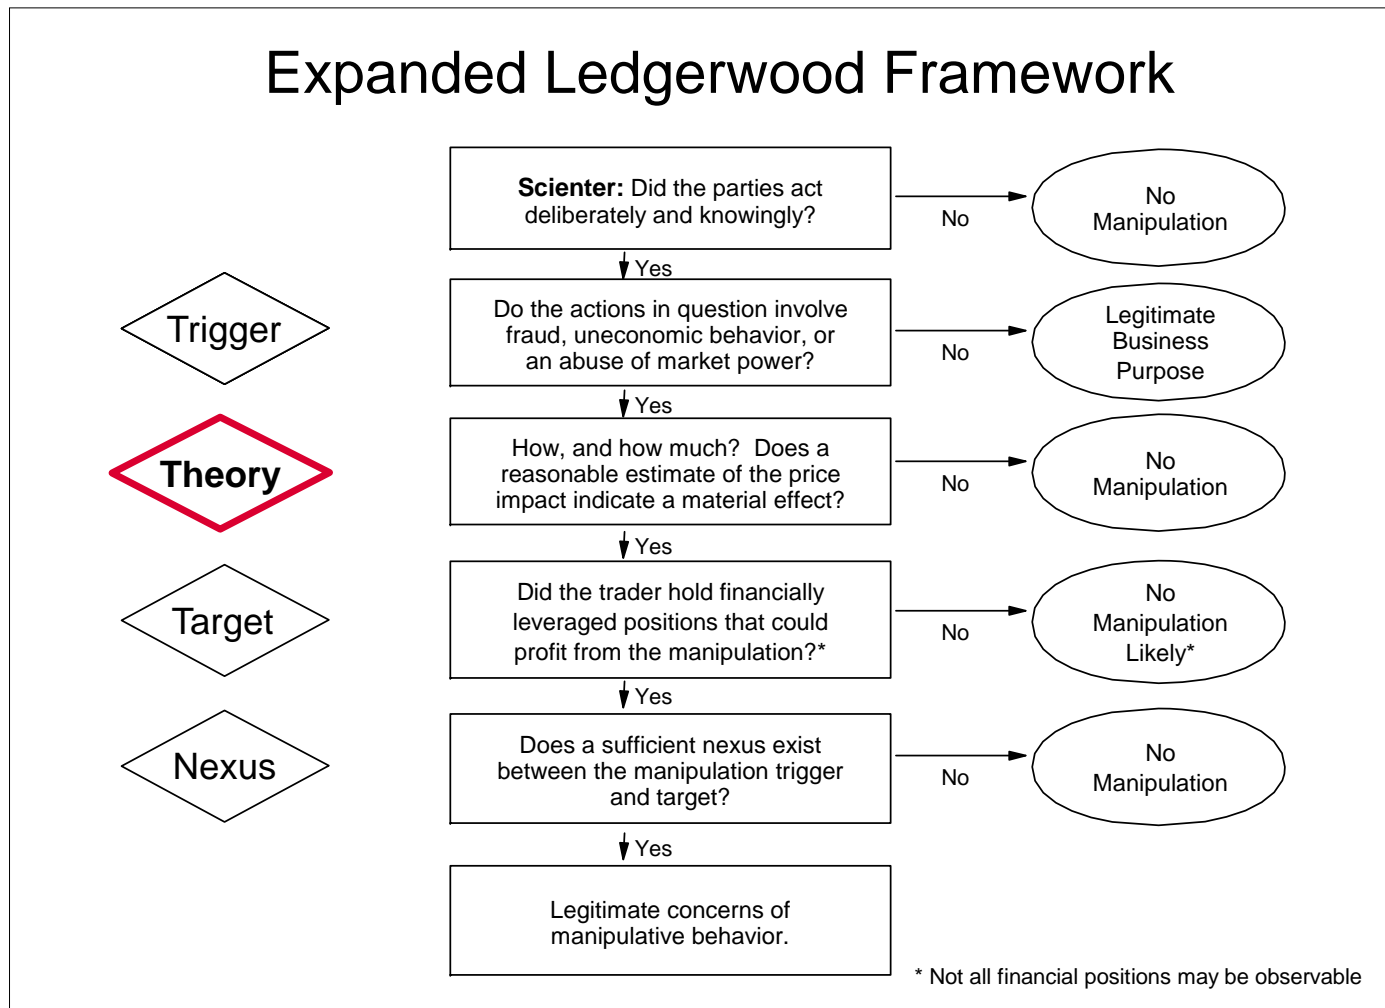 Expanded Ledgerwood Framework
Scienter: Did the parties act
deliberately and knowingly?
No
No
Manipulation
Yes
Trigger
Do the actions in question involve
fraud, uneconomic behavior, or
an abuse of market power?
No
Legitimate
Business
Purpose
Yes
Theory
How, and how much?  Does a
reasonable estimate of the price
impact indicate a material effect?
No
No
Manipulation
Yes
Target
Did the trader hold financially
leveraged positions that could
profit from the manipulation?*
No
No
Manipulation
Likely*
Yes
Nexus
Does a sufficient nexus exist
between the manipulation trigger
and target?
No
No
Manipulation
Yes
Legitimate concerns of
manipulative behavior.
* Not all financial positions may be observable